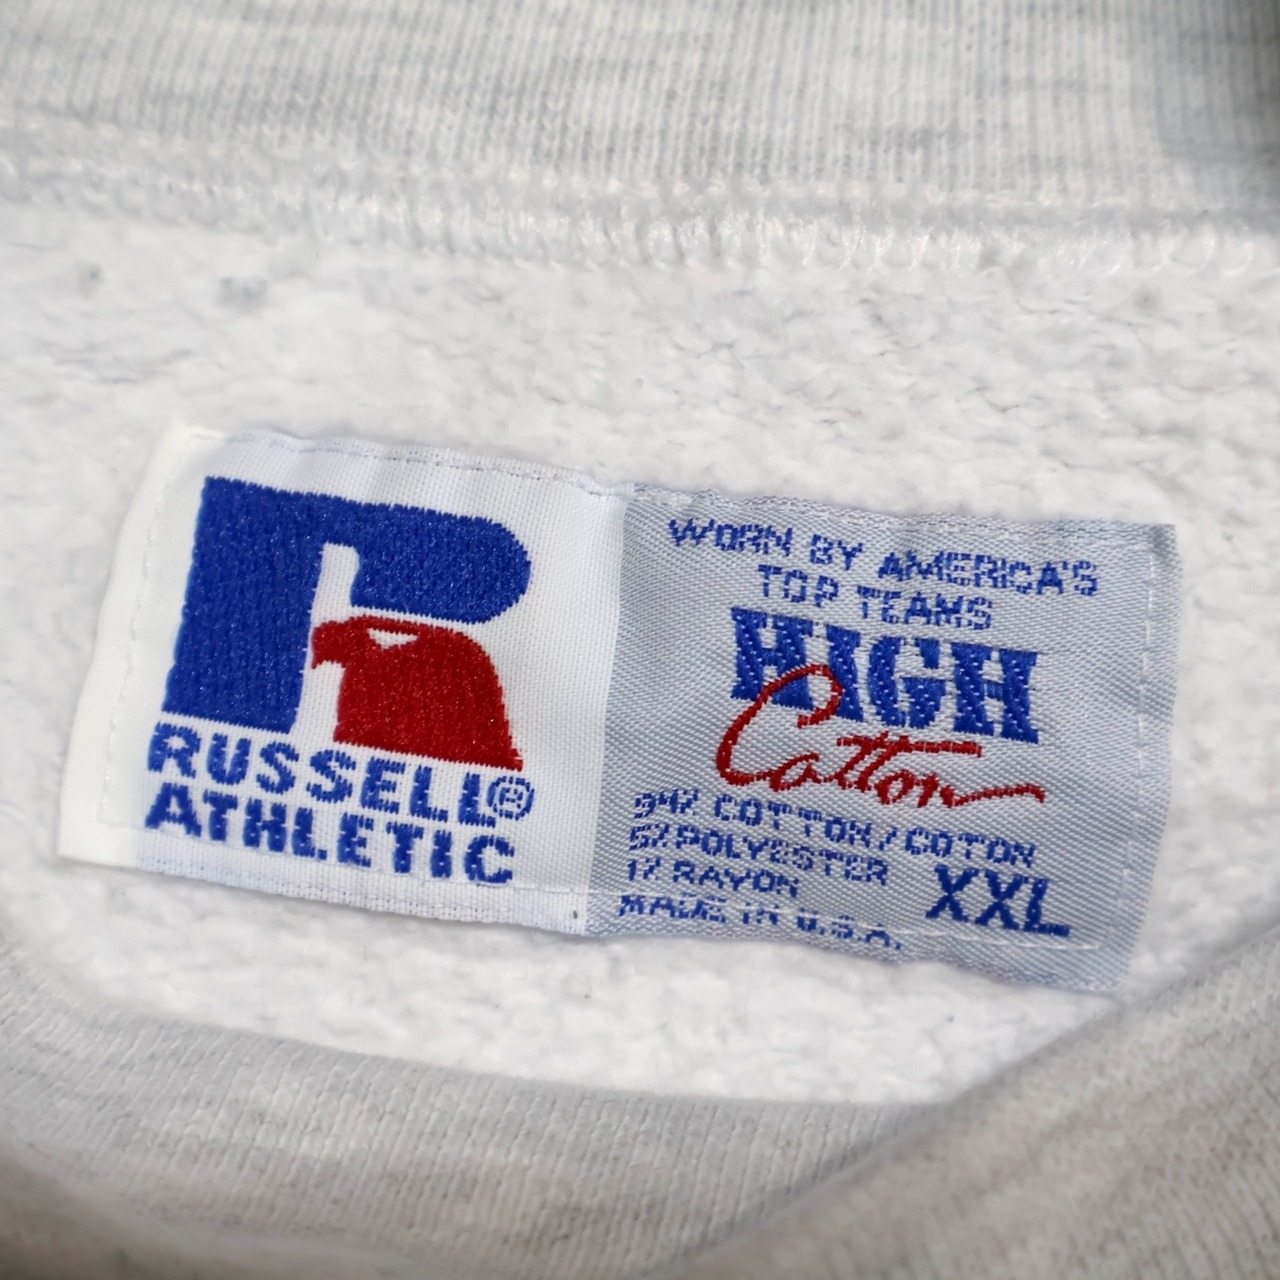 RUSSELL®
ATHLETIC
WORN BY AMERICA'S
TOP TEAMS
HIGH
Cotton
94% COTTON/COTON
5% POLYESTER
1% RAYON
MADE IN U.S.A.
XXL